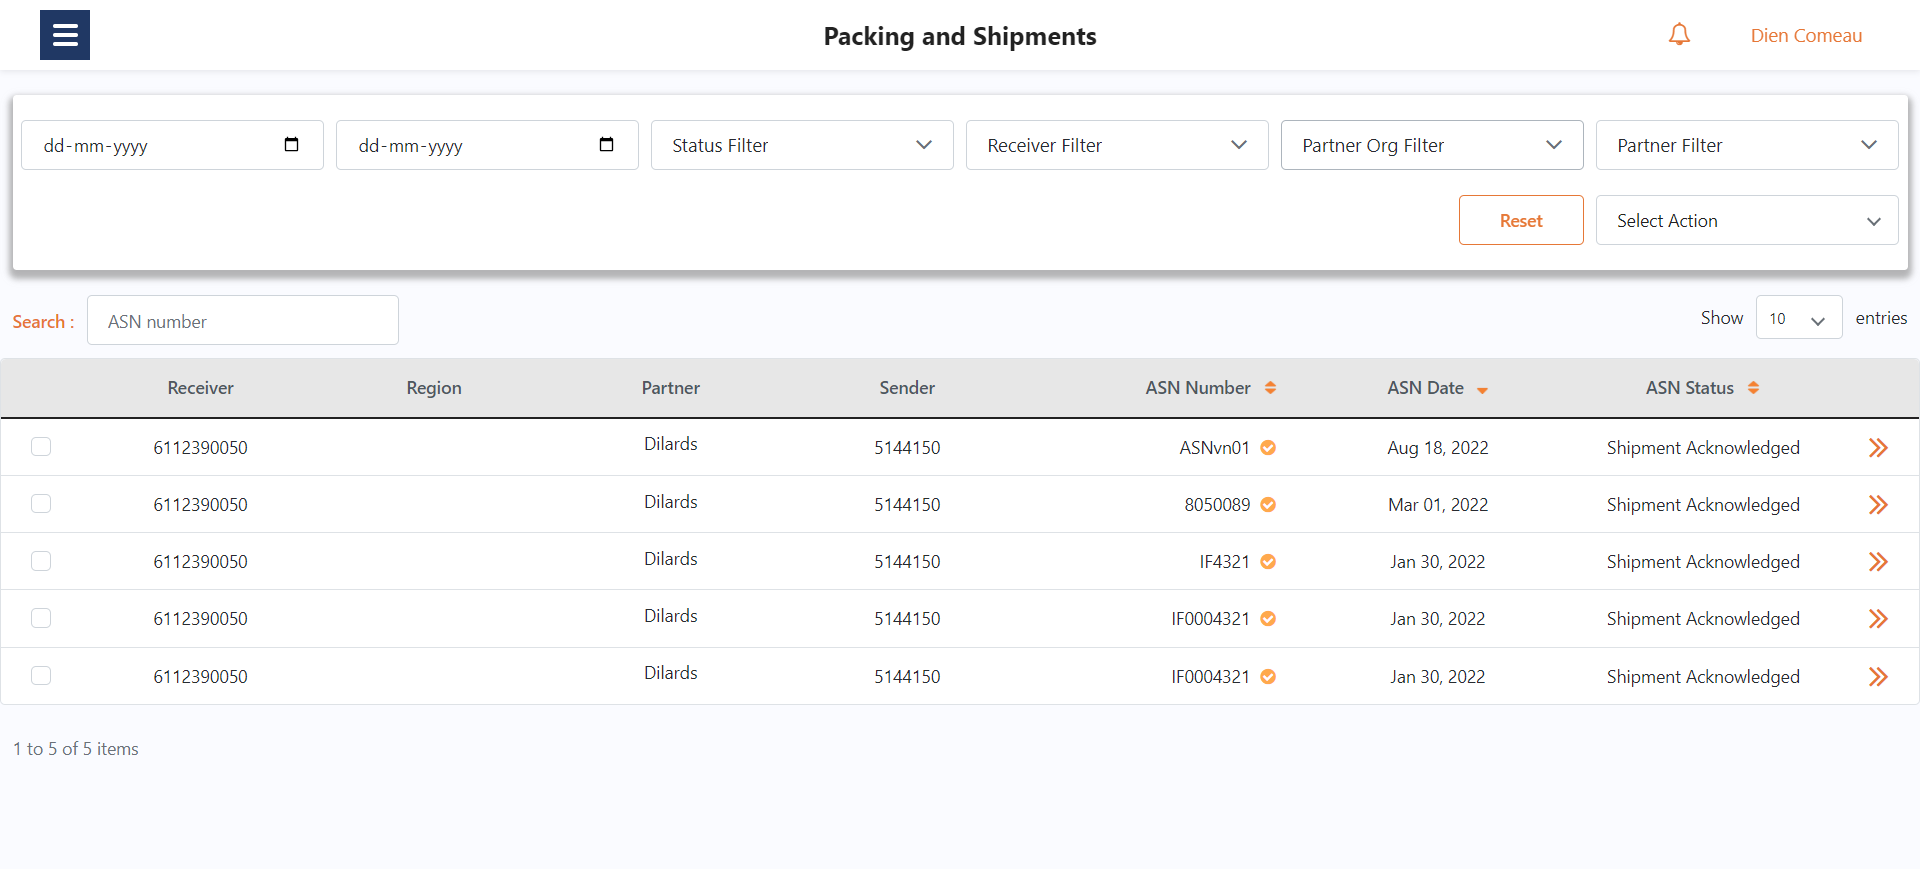 Packing and Shipments
Dien Comeau
dd-mm-yyyy dd-mm-yyyy Status Filter Receiver Filter Partner Org Filter Partner Filter
Reset Select Action
Search : ASN number Show 10 entries
Receiver Region Partner Sender ASN Number ASN Date ASN Status
6112390050 Dilards 5144150 ASNvn01 Aug 18, 2022 Shipment Acknowledged
6112390050 Dilards 5144150 8050089 Mar 01, 2022 Shipment Acknowledged
6112390050 Dilards 5144150 IF4321 Jan 30, 2022 Shipment Acknowledged
6112390050 Dilards 5144150 IF0004321 Jan 30, 2022 Shipment Acknowledged
6112390050 Dilards 5144150 IF0004321 Jan 30, 2022 Shipment Acknowledged
1 to 5 of 5 items